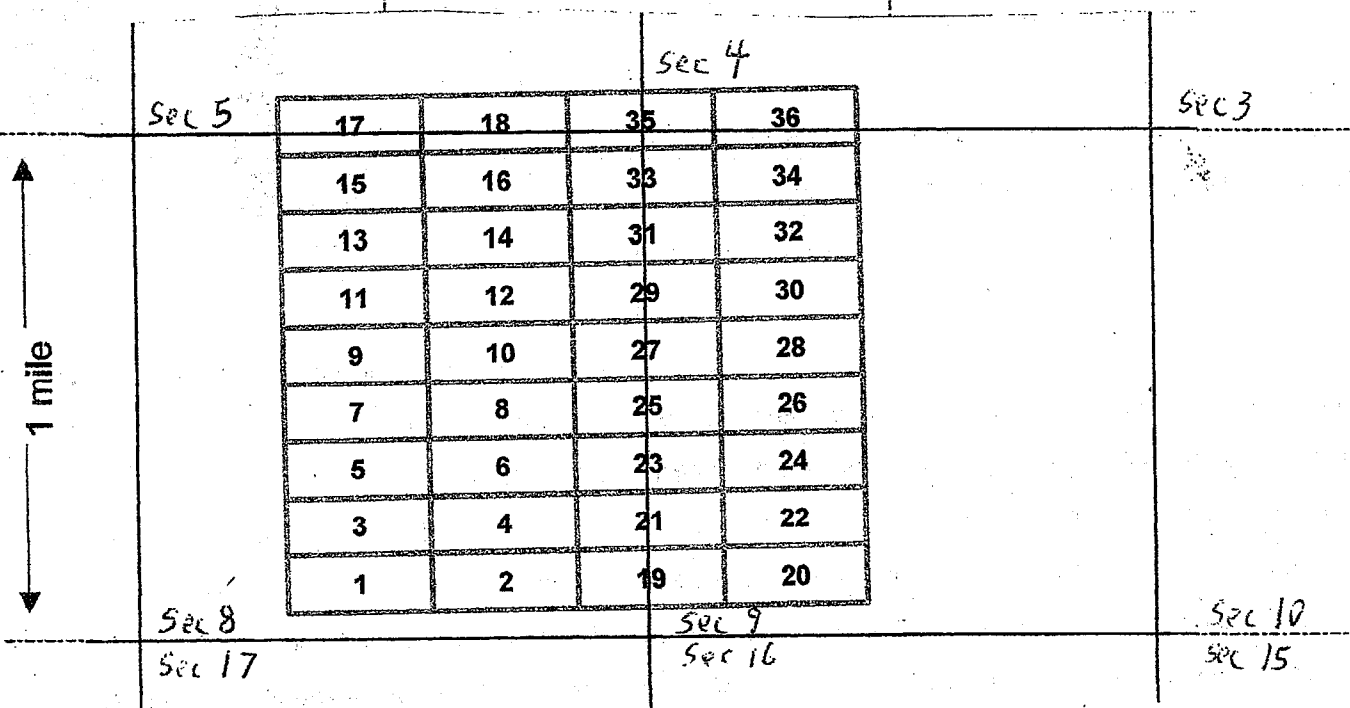 sec 4
Sec 5
sec 3
17 18 35 36
15 16 33 34
13 14 31 32
11 12 29 30
1 mile
9 10 27 28
7 8 25 26
5 6 23 24
3 4 21 22
1 2 19 20
Sec 8 Sec 9 Sec 10
Sec 17 Sec 16 sec 15